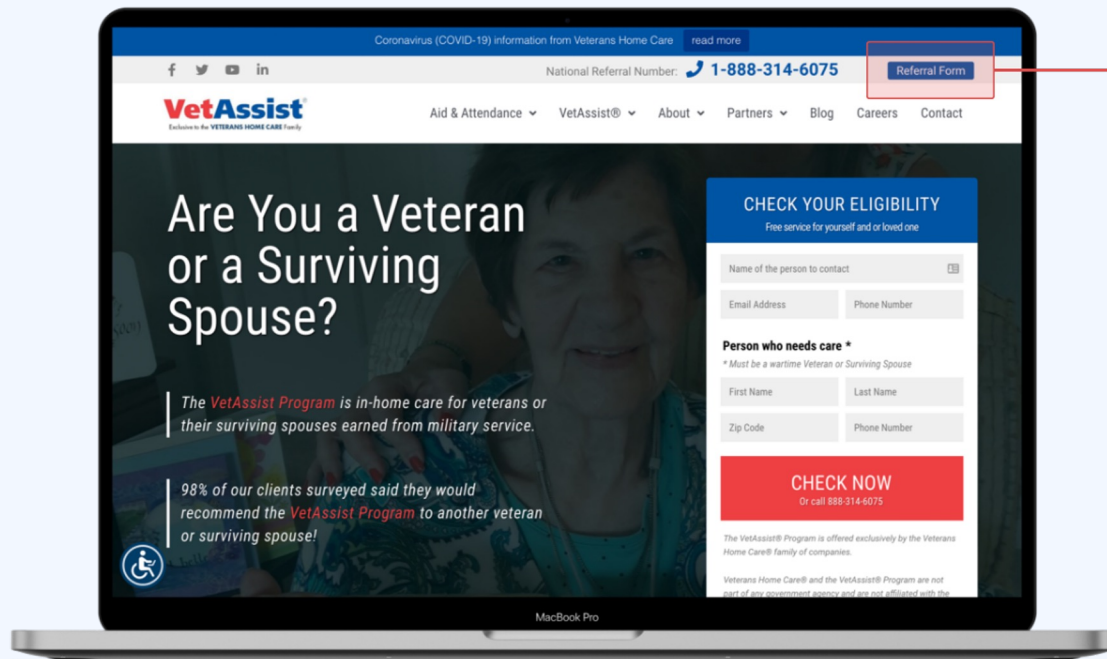 Coronavirus (COVID-19) information from Veterans Home Care read more
National Referral Number: 1-888-314-6075 Referral Form
VetAssist®
Exclusive to the VETERANS HOME CARE Family
Aid & Attendance VetAssist® About Partners Blog Careers Contact
Are You a Veteran
or a Surviving
Spouse?
The VetAssist Program is in-home care for veterans or
their surviving spouses earned from military service.
98% of our clients surveyed said they would
recommend the VetAssist Program to another veteran
or surviving spouse!
CHECK YOUR ELIGIBILITY
Free service for yourself and or loved one
Name of the person to contact
Email Address Phone Number
Person who needs care *
* Must be a wartime Veteran or Surviving Spouse
First Name Last Name
Zip Code Phone Number
CHECK NOW
Or call 888-314-6075
The VetAssist® Program is offered exclusively by the Veterans
Home Care® family of companies.
Veterans Home Care® and the VetAssist® Program are not
part of any government agency and are not affiliated with the
MacBook Pro